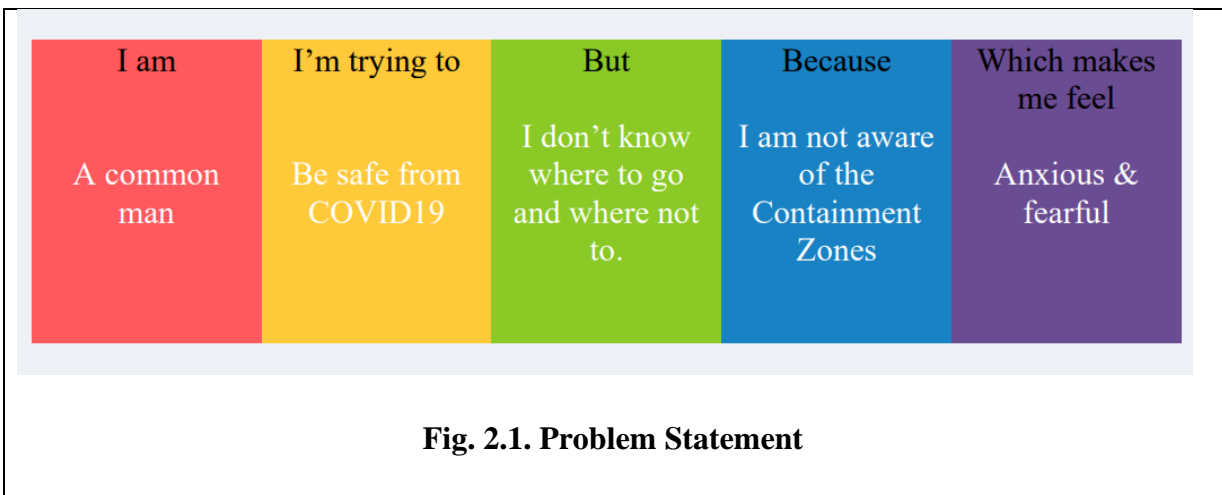 I am
A common
man
I'm trying to
Be safe from
COVID19
But
I don't know
where to go
and where not
to.
Because
I am not aware
of the
Containment
Zones
Which makes
me feel
Anxious &
fearful
Fig. 2.1. Problem Statement